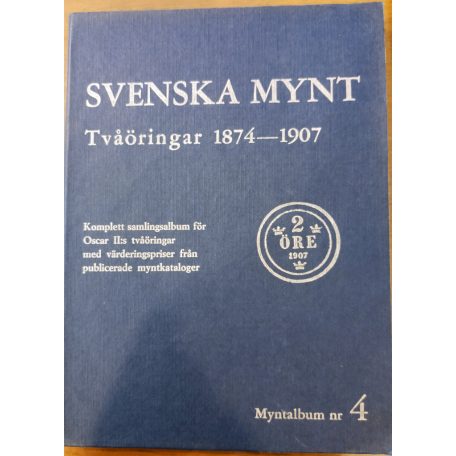 SVENSKA MYNT
Tvåöringar 1874—1907
Komplett samlingsalbum för
Oscar II:s tvåöringar
med värderingspriser från
publicerade myntkataloger
2
ÖRE
1907
Myntalbum nr 4